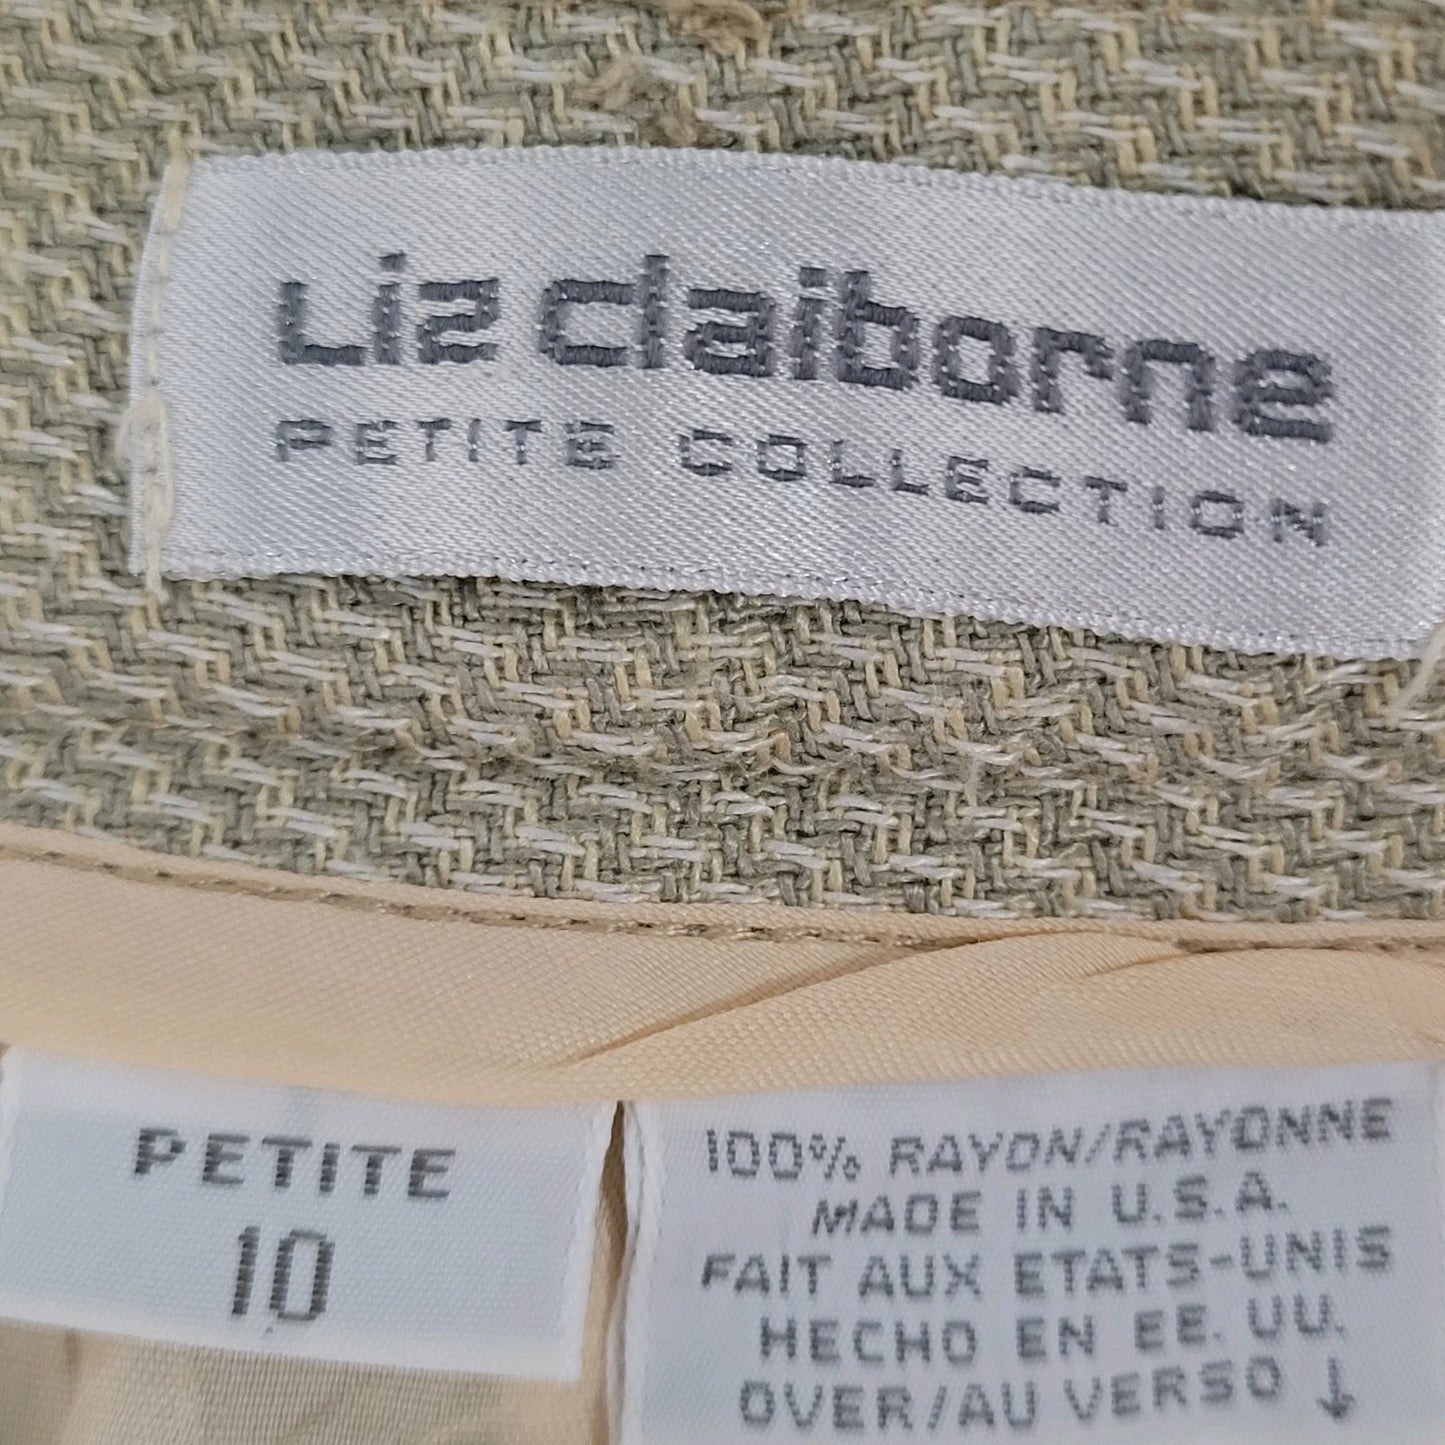 Liz claiborne
PETITE COLLECTION
PETITE
10
100% RAYON/RAYONNE
MADE IN U.S.A.
FAIT AUX ETATS-UNIS
HECHO EN EE. UU.
OVER/AU VERSO ↓